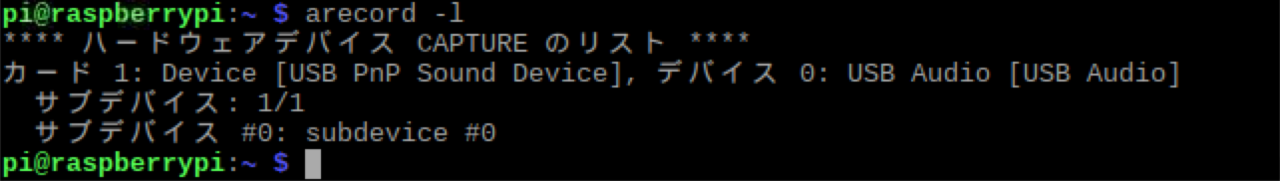 pi@raspberrypi:~ $ arecord -l
**** ハードウェアデバイス CAPTURE のリスト ****
カード 1: Device [USB PnP Sound Device], デバイス 0: USB Audio [USB Audio]
  サブデバイス: 1/1
  サブデバイス #0: subdevice #0
pi@raspberrypi:~ $